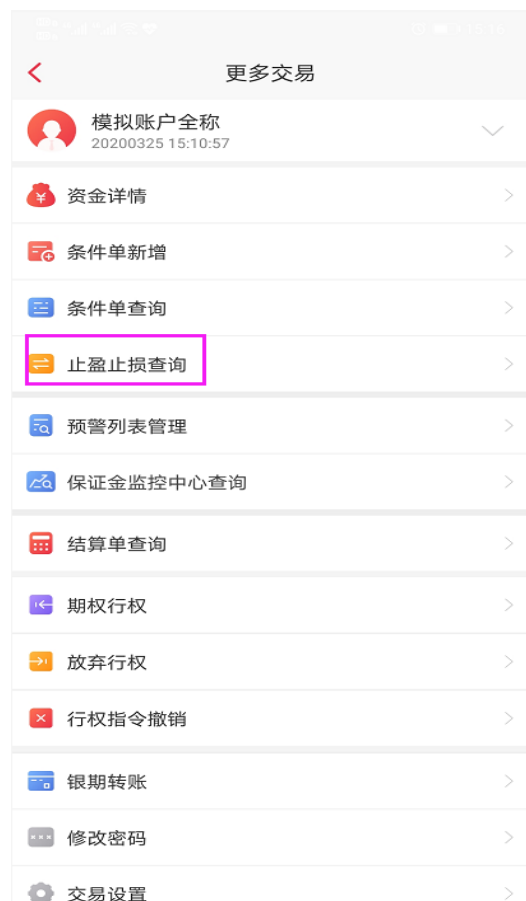 更多交易
模拟账户全称
20200325 15:10:57
资金详情
条件单新增
条件单查询
止盈止损查询
预警列表管理
保证金监控中心查询
结算单查询
期权行权
放弃行权
行权指令撤销
银期转账
修改密码
交易设置